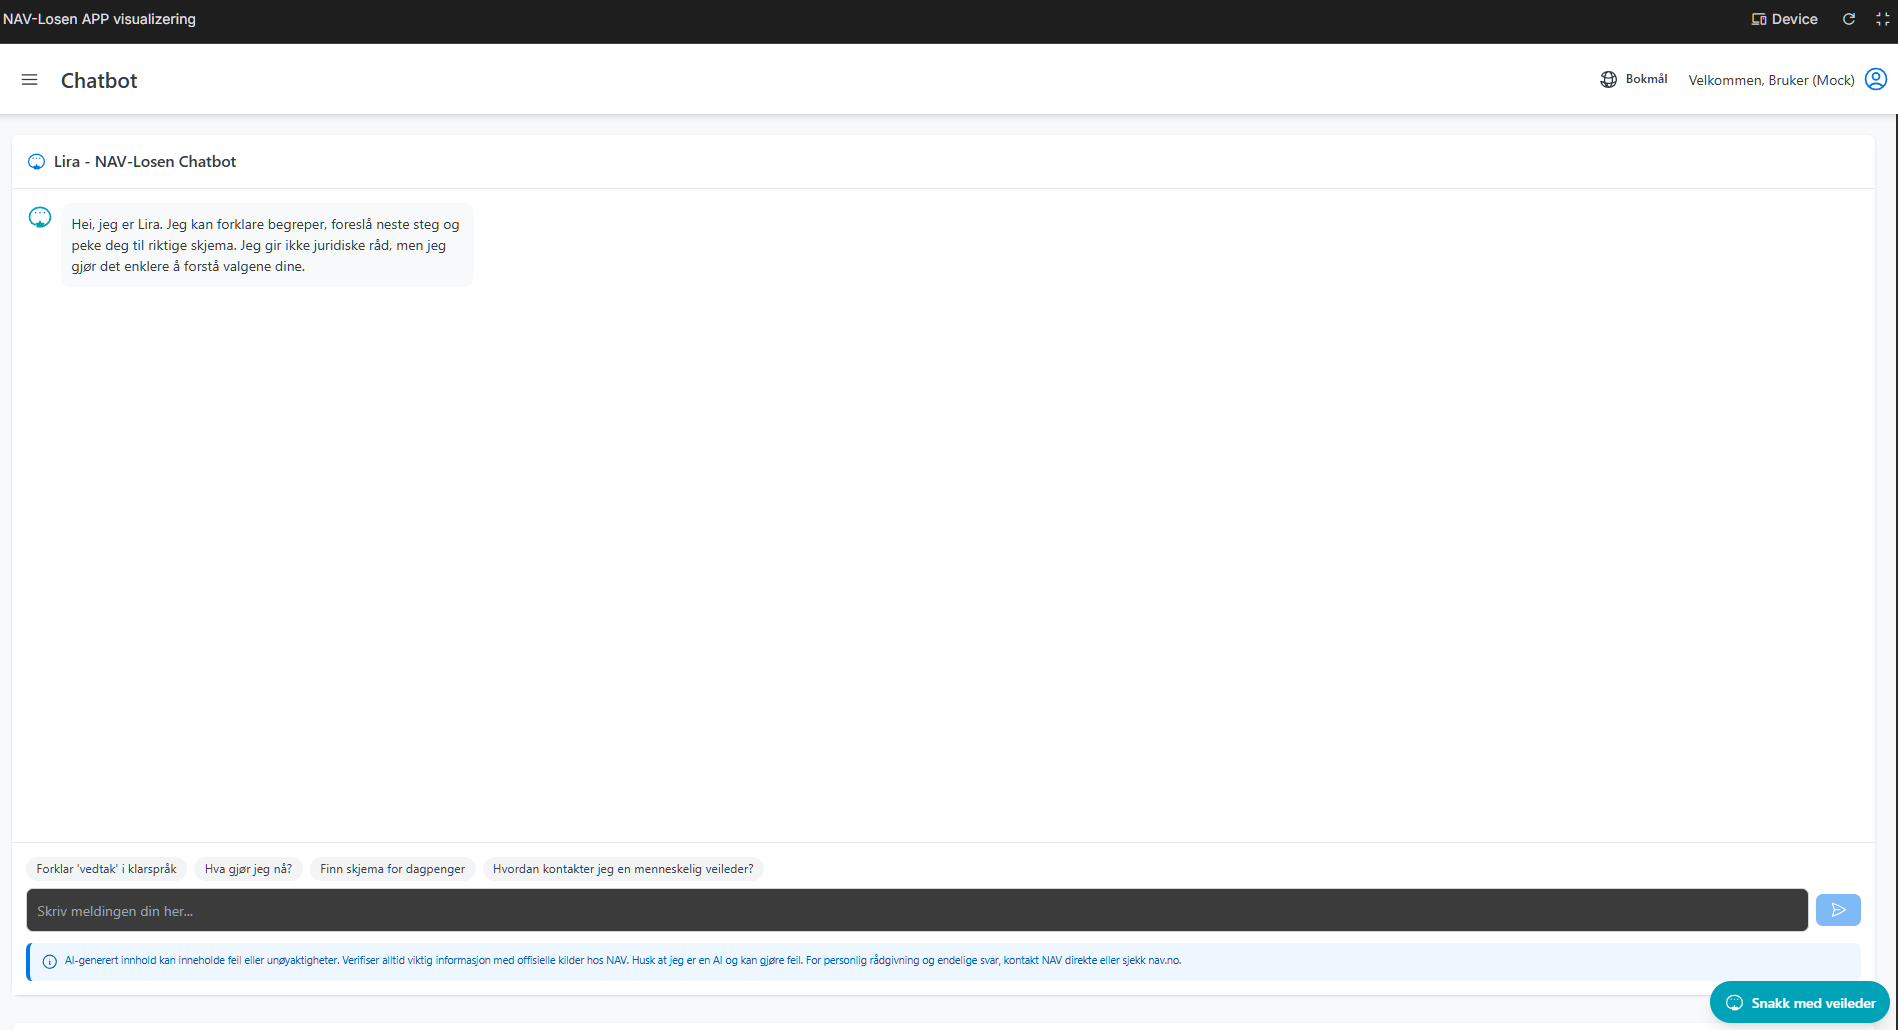 NAV-Losen APP visualizering
Device
Chatbot
Bokmål
Velkommen, Bruker (Mock)
Lira - NAV-Losen Chatbot
Hei, jeg er Lira. Jeg kan forklare begreper, foreslå neste steg og
peke deg til riktige skjema. Jeg gir ikke juridiske råd, men jeg
gjør det enklere å forstå valgene dine.
Forklar 'vedtak' i klarspråk
Hva gjør jeg nå?
Finn skjema for dagpenger
Hvordan kontakter jeg en menneskelig veileder?
Skriv meldingen din her...
AI-generert innhold kan inneholde feil eller unøyaktigheter. Verifiser alltid viktig informasjon med offisielle kilder hos NAV. Husk at jeg er en AI og kan gjøre feil. For personlig rådgivning og endelige svar, kontakt NAV direkte eller sjekk nav.no.
Snakk med veileder